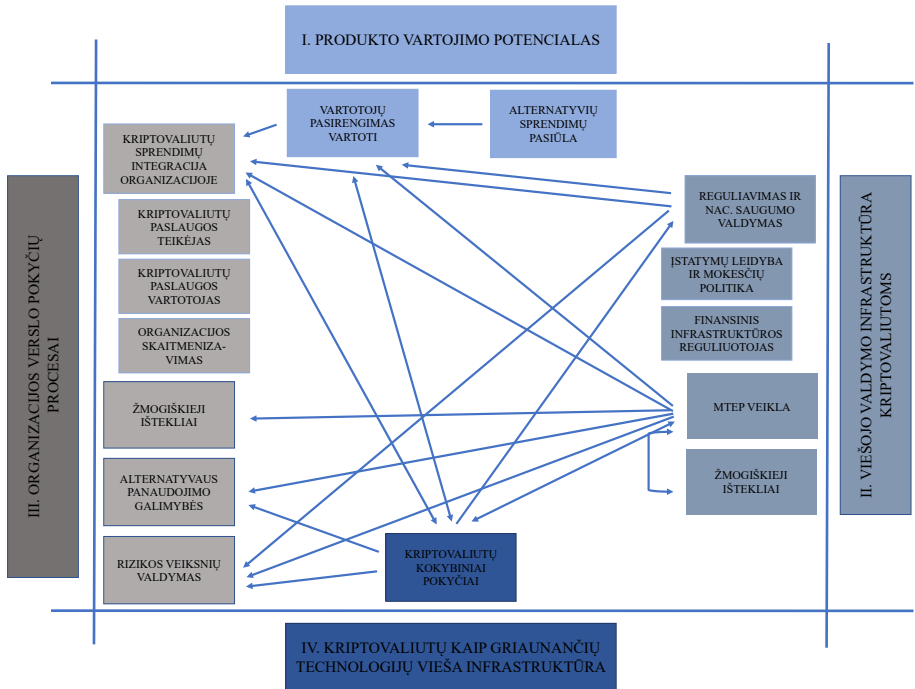 I. PRODUKTO VARTOJIMO POTENCIALAS
VARTOTOJŲ
PASIRENGIMAS
VARTOTI
ALTERNATYVIŲ
SPRENDIMŲ
PASIŪLA
KRIPTOVALIUTŲ
SPRENDIMŲ
INTEGRACIJA
ORGANIZACIJOJE
KRIPTOVALIUTŲ
PASLAUGOS
TEIKĖJAS
KRIPTOVALIUTŲ
PASLAUGOS
VARTOTOJAS
ORGANIZACIJOS
SKAITMENIZA-
VIMAS
ŽMOGIŠKIEJI
IŠTEKLIAI
ALTERNATYVAUS
PANAUDOJIMO
GALIMYBĖS
RIZIKOS VEIKSNIŲ
VALDYMAS
III. ORGANIZACIJOS VERSLO POKYČIŲ
PROCESAI
REGULIAVIMAS IR
NAC. SAUGUMO
VALDYMAS
ĮSTATYMŲ LEIDYBA
IR MOKESČIŲ
POLITIKA
FINANSINIS
INFRASTRUKTŪROS
REGULIUOTOJAS
MTEP VEIKLA
ŽMOGIŠKIEJI
IŠTEKLIAI
II. VIEŠOJO VALDYMO INFRASTRUKTŪRA
KRIPTOVALIUTOMS
KRIPTOVALIUTŲ
KOKYBINIAI
POKYČIAI
IV. KRIPTOVALIUTŲ KAIP GRIAUNANČIŲ
TECHNOLOGIJŲ VIEŠA INFRASTRUKTŪRA